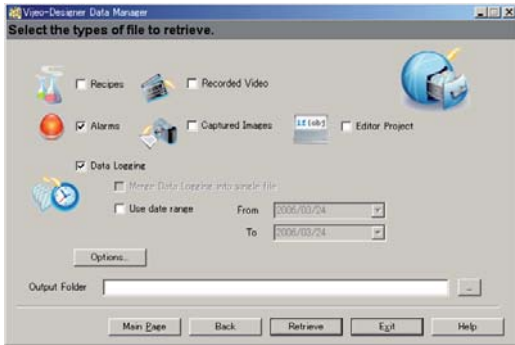 Vijeo-Designer Data Manager
Select the types of file to retrieve.
Recipes
Recorded Video
Alarms
Captured Images
if(obj
Editor Project
Data Logging
Merge Data Logging into single file
Use date range
From
2006/03/24
To
2006/03/24
Options...
Output Folder
...
Main Page
Back
Retrieve
Exit
Help